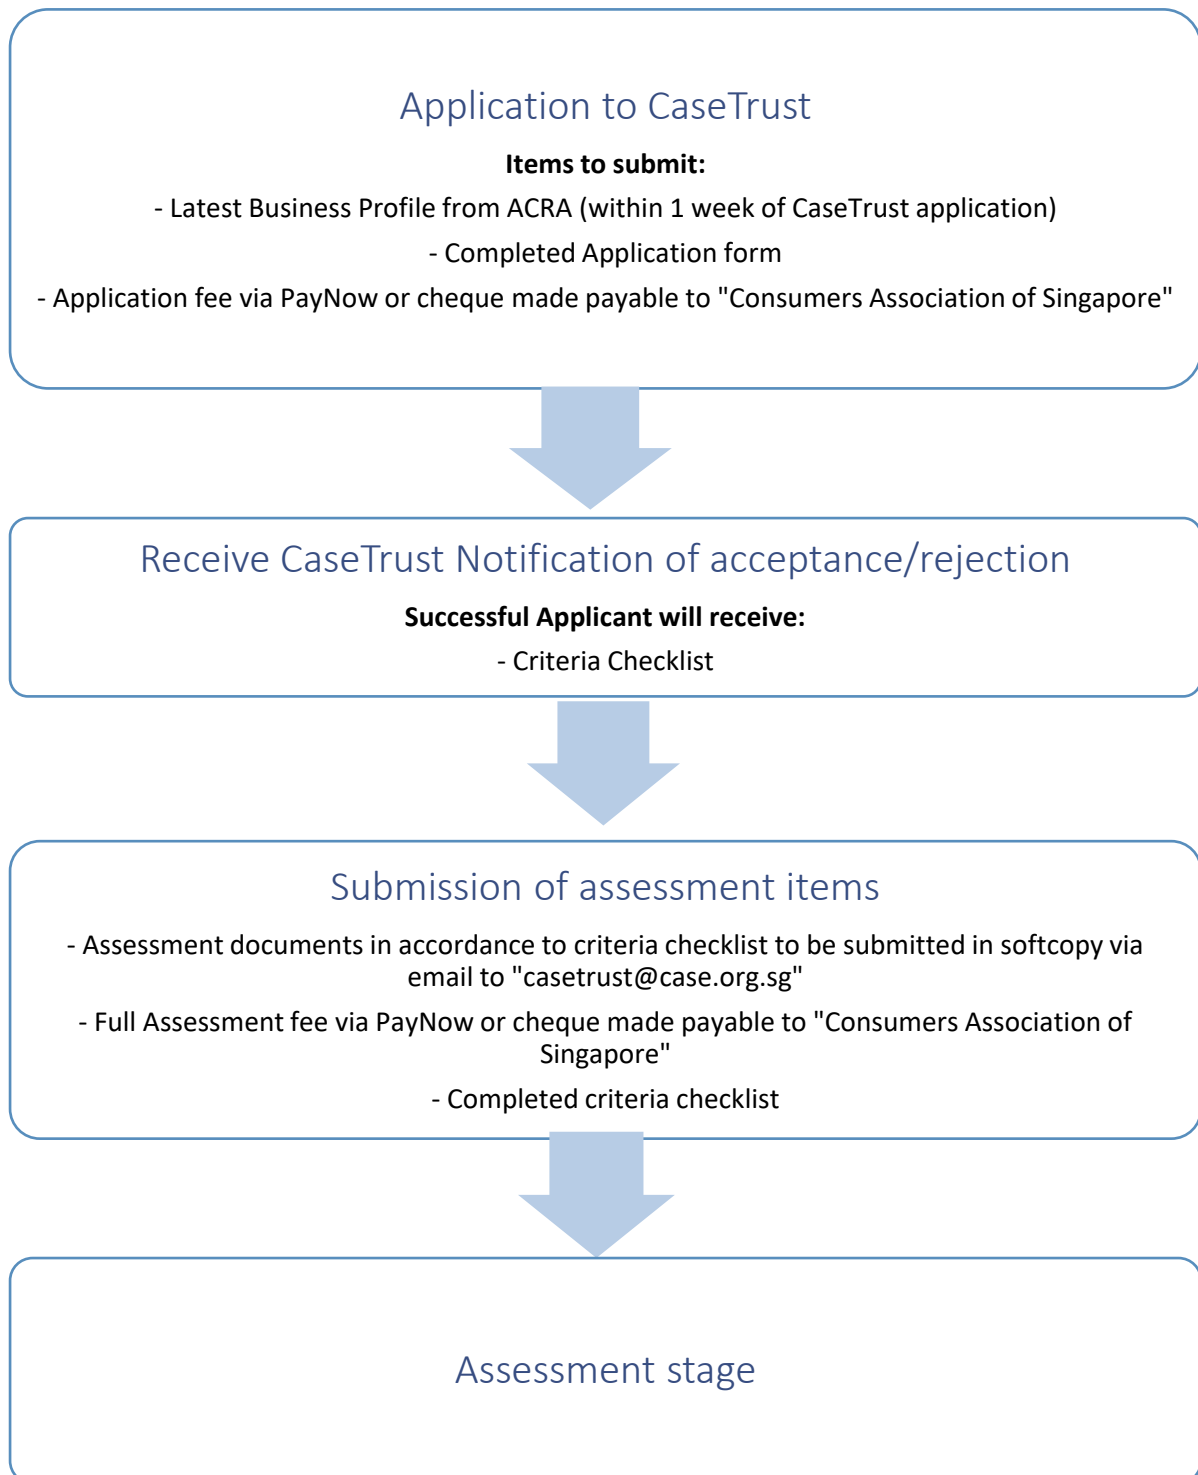 Application to CaseTrust
Items to submit:
- Latest Business Profile from ACRA (within 1 week of CaseTrust application)
- Completed Application form
- Application fee via PayNow or cheque made payable to "Consumers Association of Singapore"
Receive CaseTrust Notification of acceptance/rejection
Successful Applicant will receive:
- Criteria Checklist
Submission of assessment items
- Assessment documents in accordance to criteria checklist to be submitted in softcopy via
email to "casetrust@case.org.sg"
- Full Assessment fee via PayNow or cheque made payable to "Consumers Association of
Singapore"
- Completed criteria checklist
Assessment stage